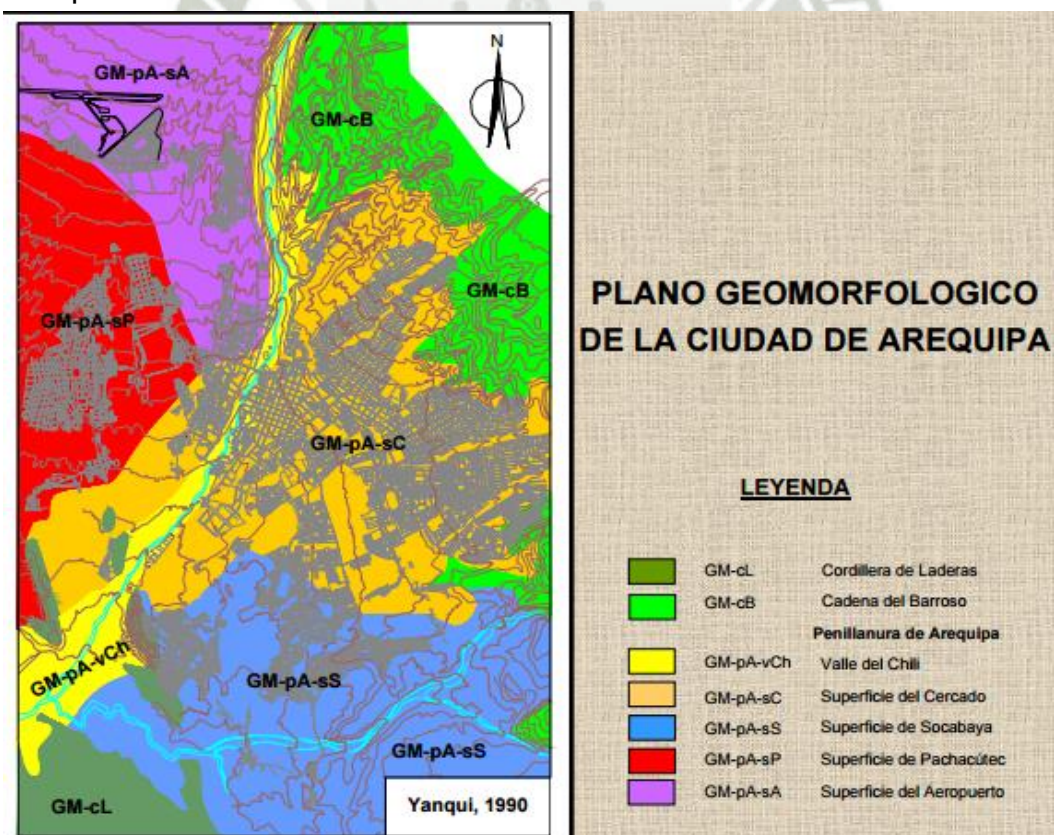 GM-pA-sA
N
GM-cB
GM-cB
GM-pA-sP
GM-pA-sC
GM-pA-vCh
GM-pA-sS
GM-pA-sS
GM-cL
Yanqui, 1990
PLANO GEOMORFOLOGICO
DE LA CIUDAD DE AREQUIPA
LEYENDA
GM-cL Cordillera de Laderas
GM-cB Cadena del Barroso
Penillanura de Arequipa
GM-pA-vCh Valle del Chili
GM-pA-sC Superficie del Cercado
GM-pA-sS Superficie de Socabaya
GM-pA-sP Superficie de Pachacútec
GM-pA-sA Superficie del Aeropuerto